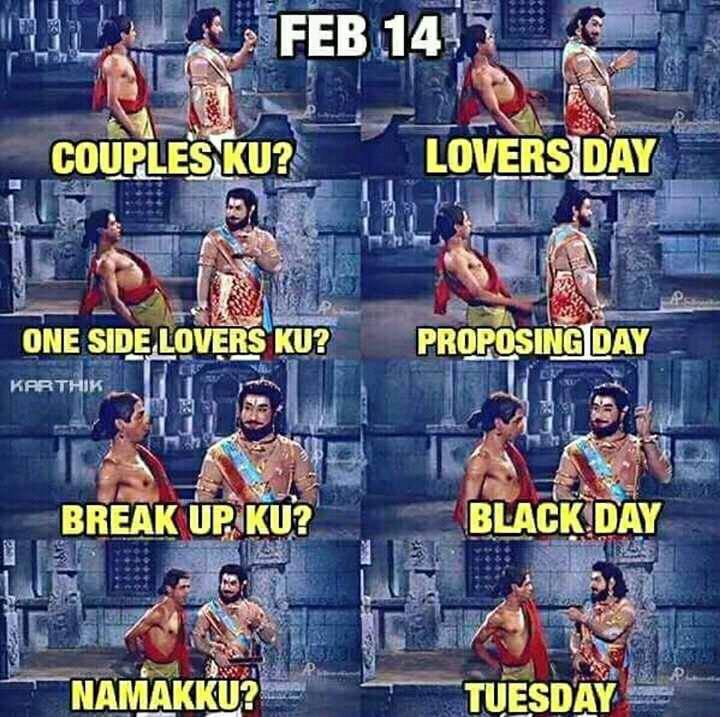 FEB 14
COUPLES KU?
LOVERS DAY
ONE SIDE LOVERS KU?
PROPOSING DAY
KARTHIK
BREAK UP KU?
BLACK DAY
NAMAKKU?
TUESDAY